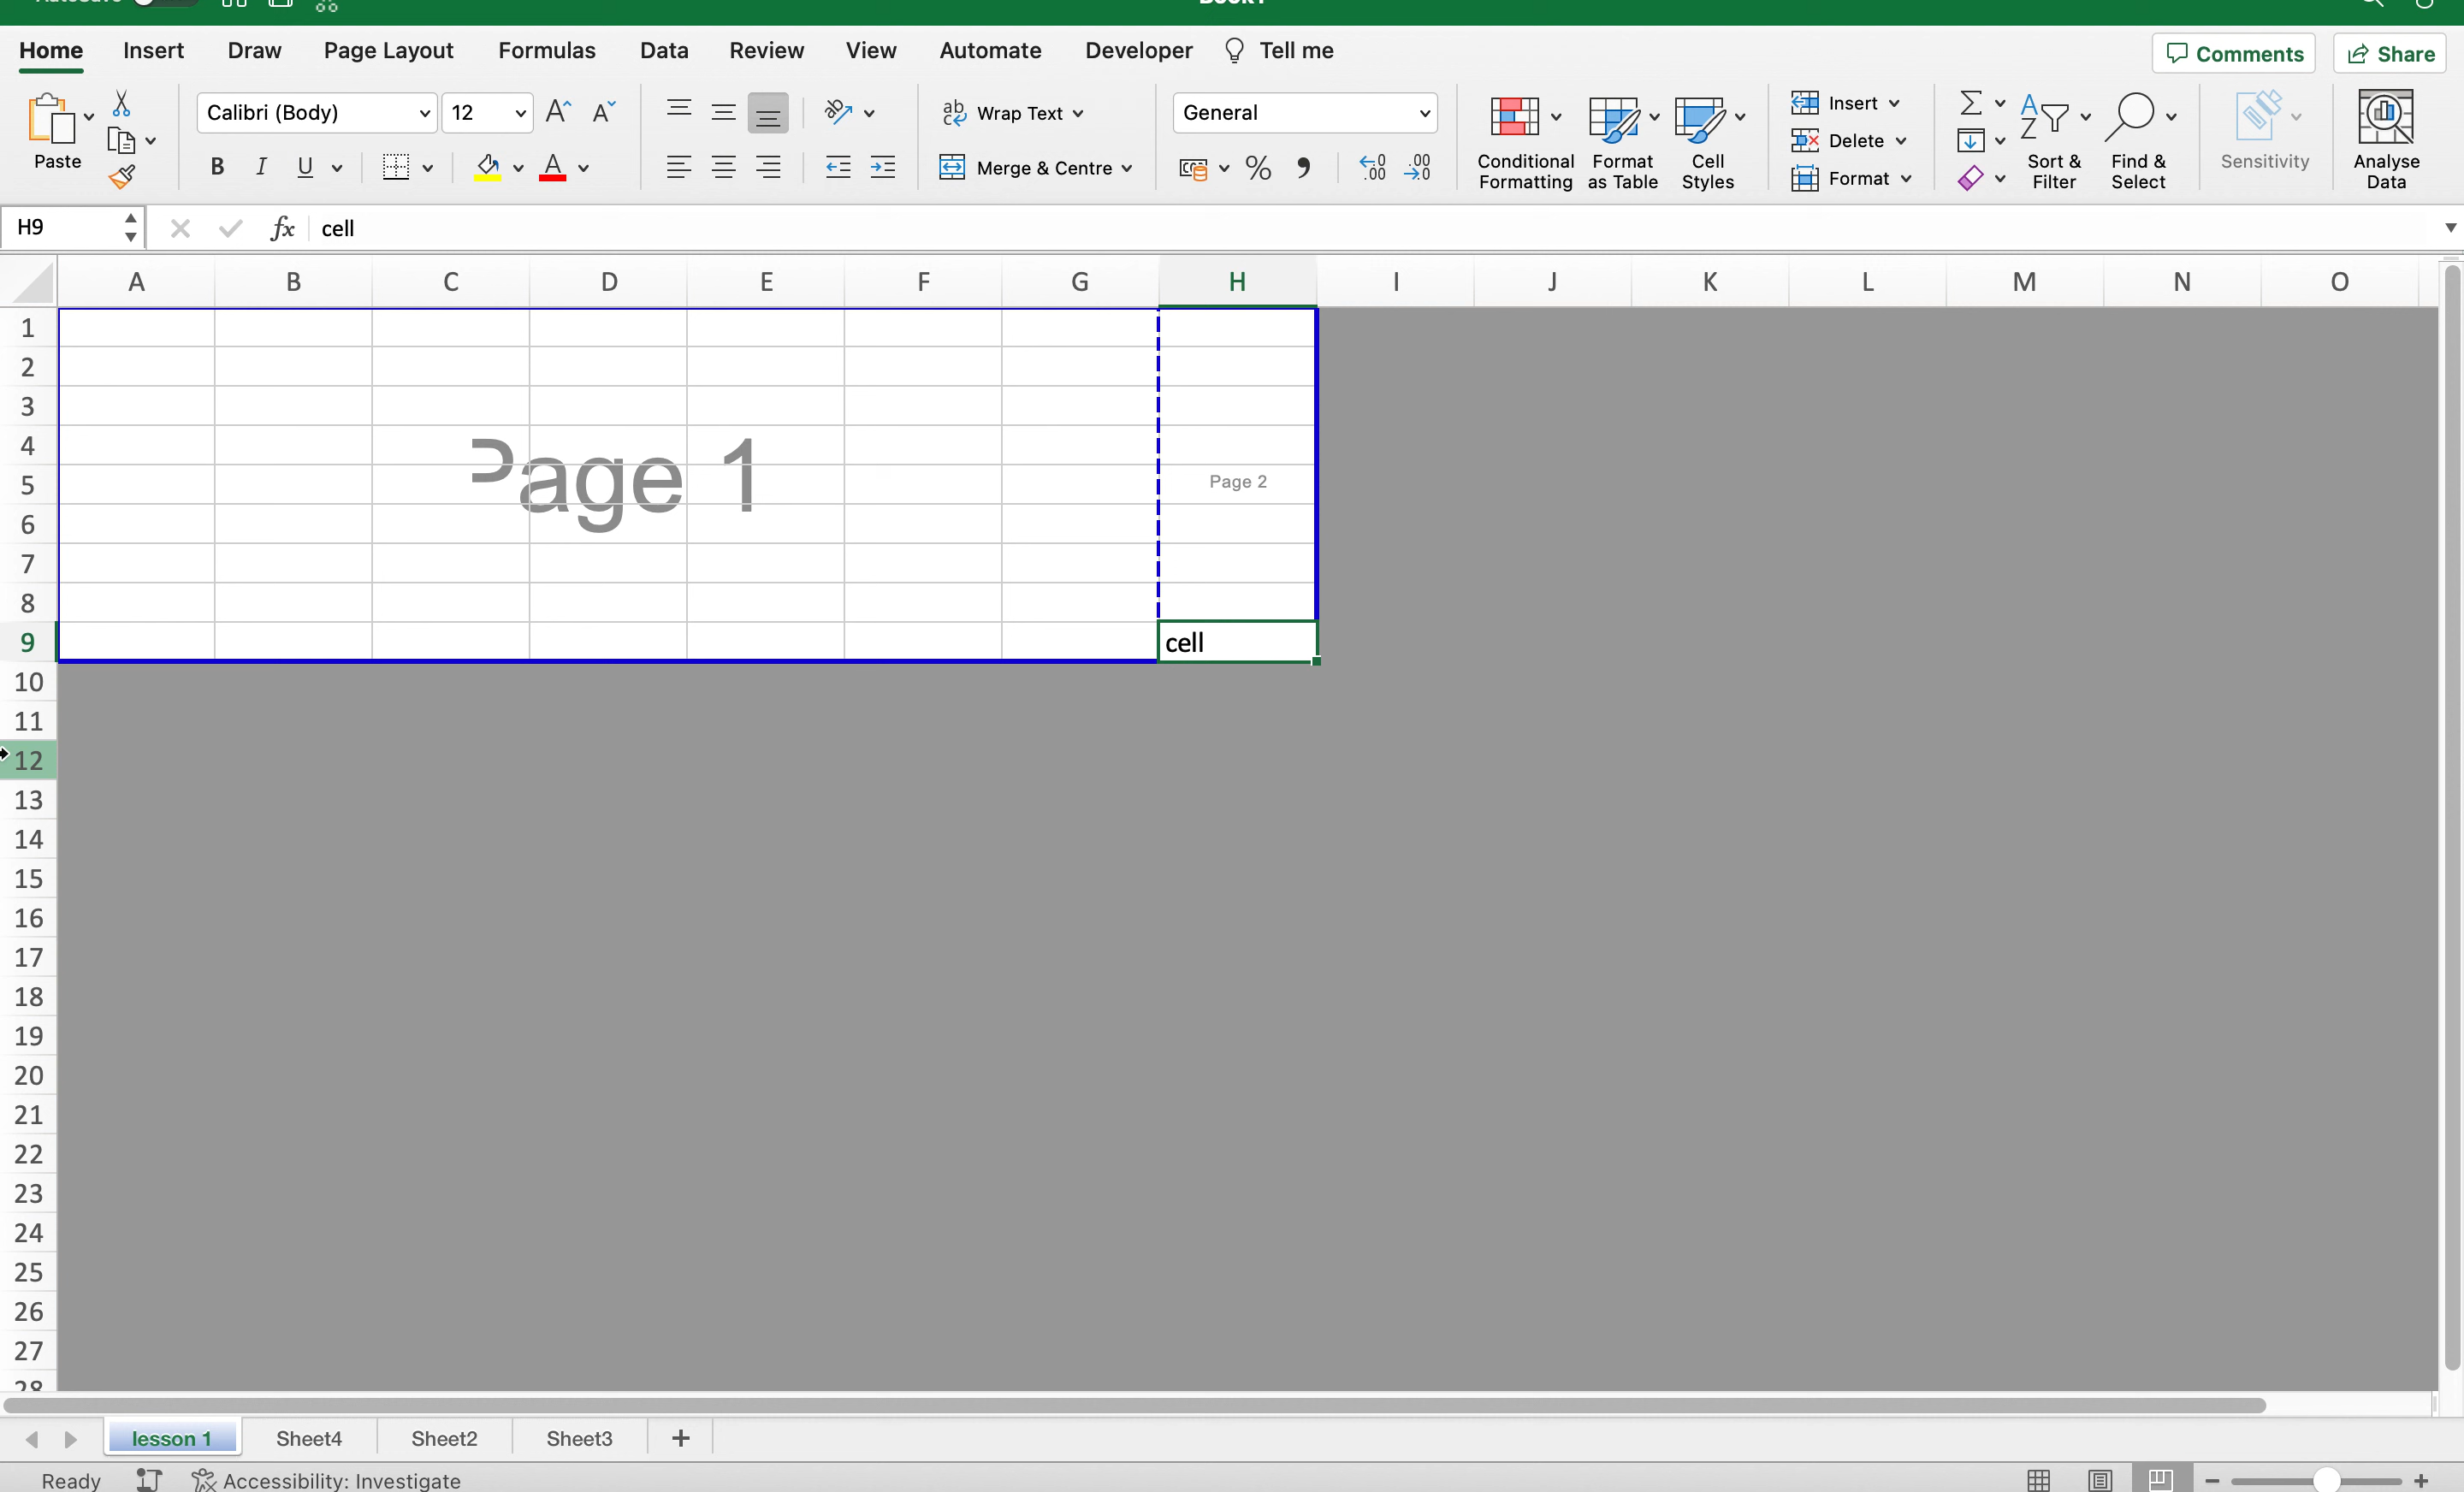 Home Insert Draw Page Layout Formulas Data Review View Automate Developer Tell me Comments Share
Paste
Calibri (Body) 12
B I U A
ab Wrap Text
Merge & Centre
General
% .00 .00
Conditional Formatting
Format as Table
Cell Styles
Insert
Delete
Format
Sort & Filter
Find & Select
Sensitivity
Analyse Data
H9 fx cell
A B C D E F G H I J K L M N O
1
2
3
4
Page 1
5 Page 2
6
7
8
9 cell
10
11
12
13
14
15
16
17
18
19
20
21
22
23
24
25
26
27
28
lesson 1 Sheet4 Sheet2 Sheet3 +
Ready Accessibility: Investigate